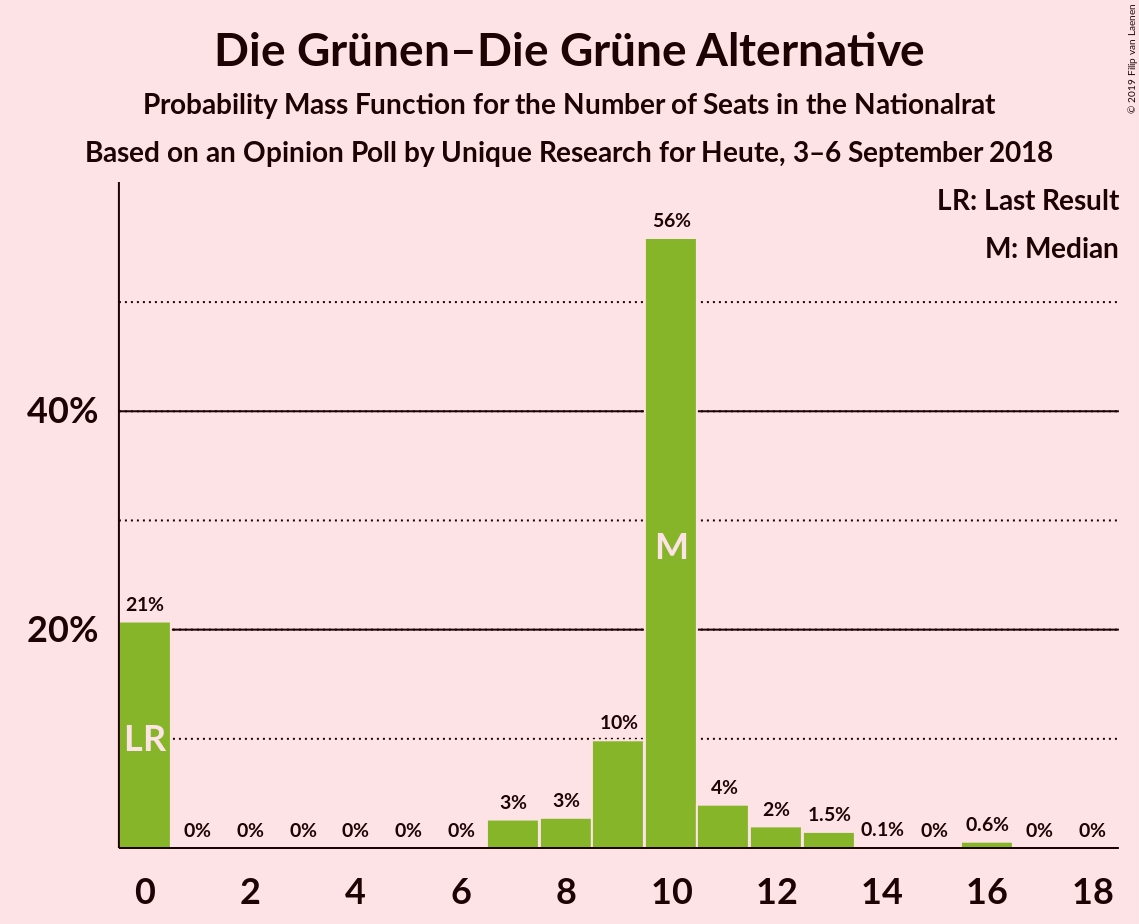 Die Grünen–Die Grüne Alternative
Probability Mass Function for the Number of Seats in the Nationalrat
Based on an Opinion Poll by Unique Research for Heute, 3–6 September 2018
© 2019 Filip van Laenen
LR: Last Result
M: Median
56%
40%
M
21%
20%
LR
10%
0%
0%
0%
0%
0%
0%
3%
3%
4%
2%
1.5%
0.1%
0%
0.6%
0%
0%
0 2 4 6 8 10 12 14 16 18